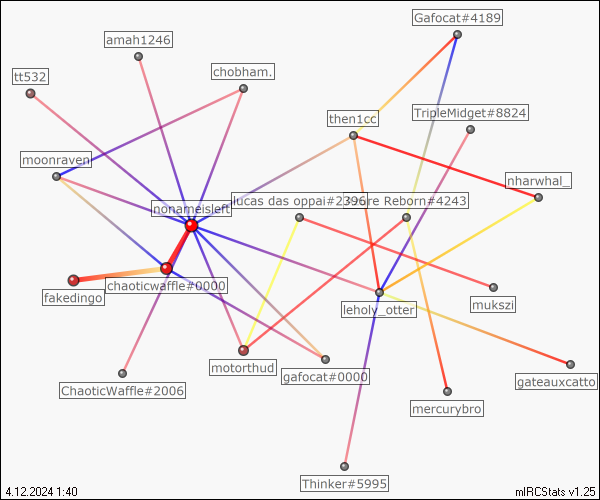 Gafocat#4189
amah1246
chobham.
tt532
TripleMidget#8824
then1cc
moonraven
nharwhal_
lucas das oppai#2396
Reborn#4243
nonameisleft
chaoticwaffle#0000
fakedingo
leholy_otter
mukszi
motorthud
gafocat#0000
gateauxcatto
ChaoticWaffle#2006
mercurybro
Thinker#5995
4.12.2024 1:40
mIRCStats v1.25